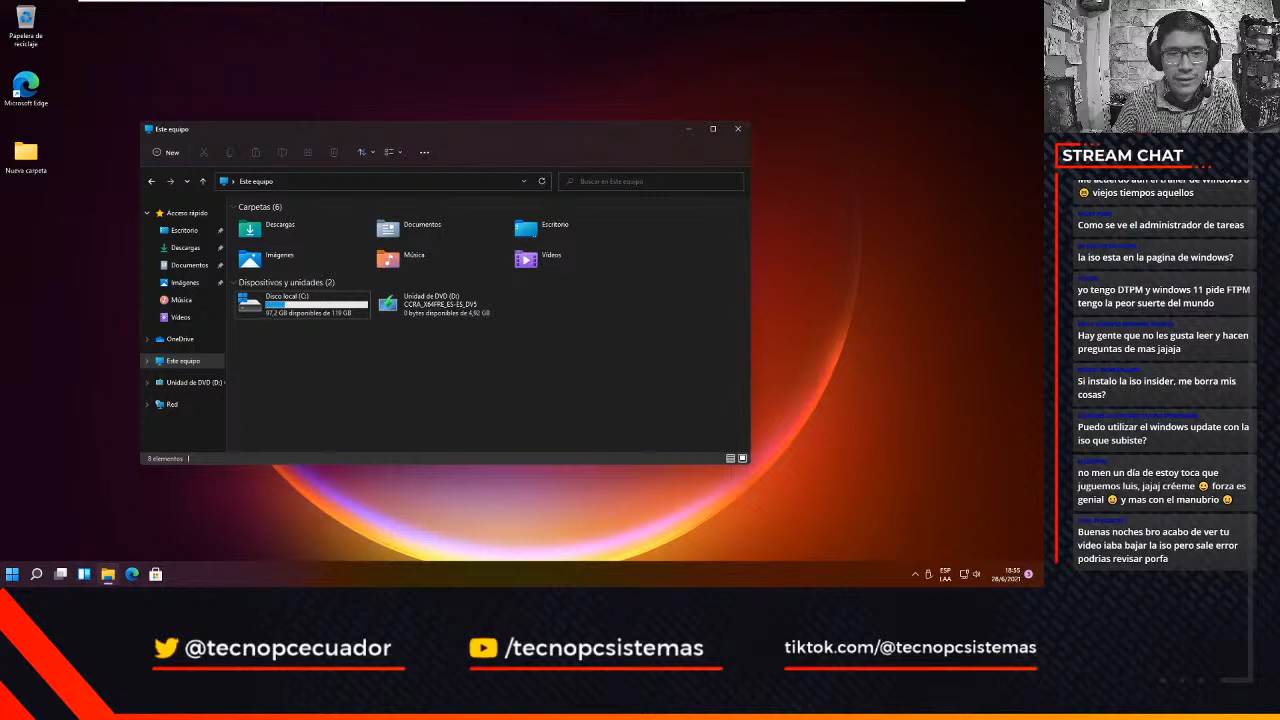 Papelera de
reciclaje
Microsoft Edge
Nueva carpeta
Este equipo
New
Este equipo
Buscar en Este equipo
Acceso rápido
Escritorio
Descargas
Documentos
Imágenes
Música
Vídeos
OneDrive
Este equipo
Unidad de DVD (D:)
Red
Carpetas (6)
Descargas
Documentos
Escritorio
Imágenes
Música
Vídeos
Dispositivos y unidades (2)
Disco local (C:)
97,2 GB disponibles de 119 GB
Unidad de DVD (D:)
CCRA_X64FRE_ES-ES_DV5
0 bytes disponibles de 4,92 GB
8 elementos
ESP
LAA
18:55
28/6/2021
3
STREAM CHAT
viejos tiempos aquellos
Como se ve el administrador de tareas
la iso esta en la pagina de windows?
yo tengo DTPM y windows 11 pide FTPM
tengo la peor suerte del mundo
Hay gente que no les gusta leer y hacen
preguntas de mas jajaja
Si instalo la iso insider, me borra mis
cosas?
Puedo utilizar el windows update con la
iso que subiste?
no men un día de estoy toca que
juguemos luis, jajaj créeme 😀 forza es
genial 😀 y mas con el manubrio 😀
Buenas noches bro acabo de ver tu
video iaba bajar la iso pero sale error
podrias revisar porfa
@tecnopcecuador
/tecnopcsistemas
tiktok.com/@tecnopcsistemas